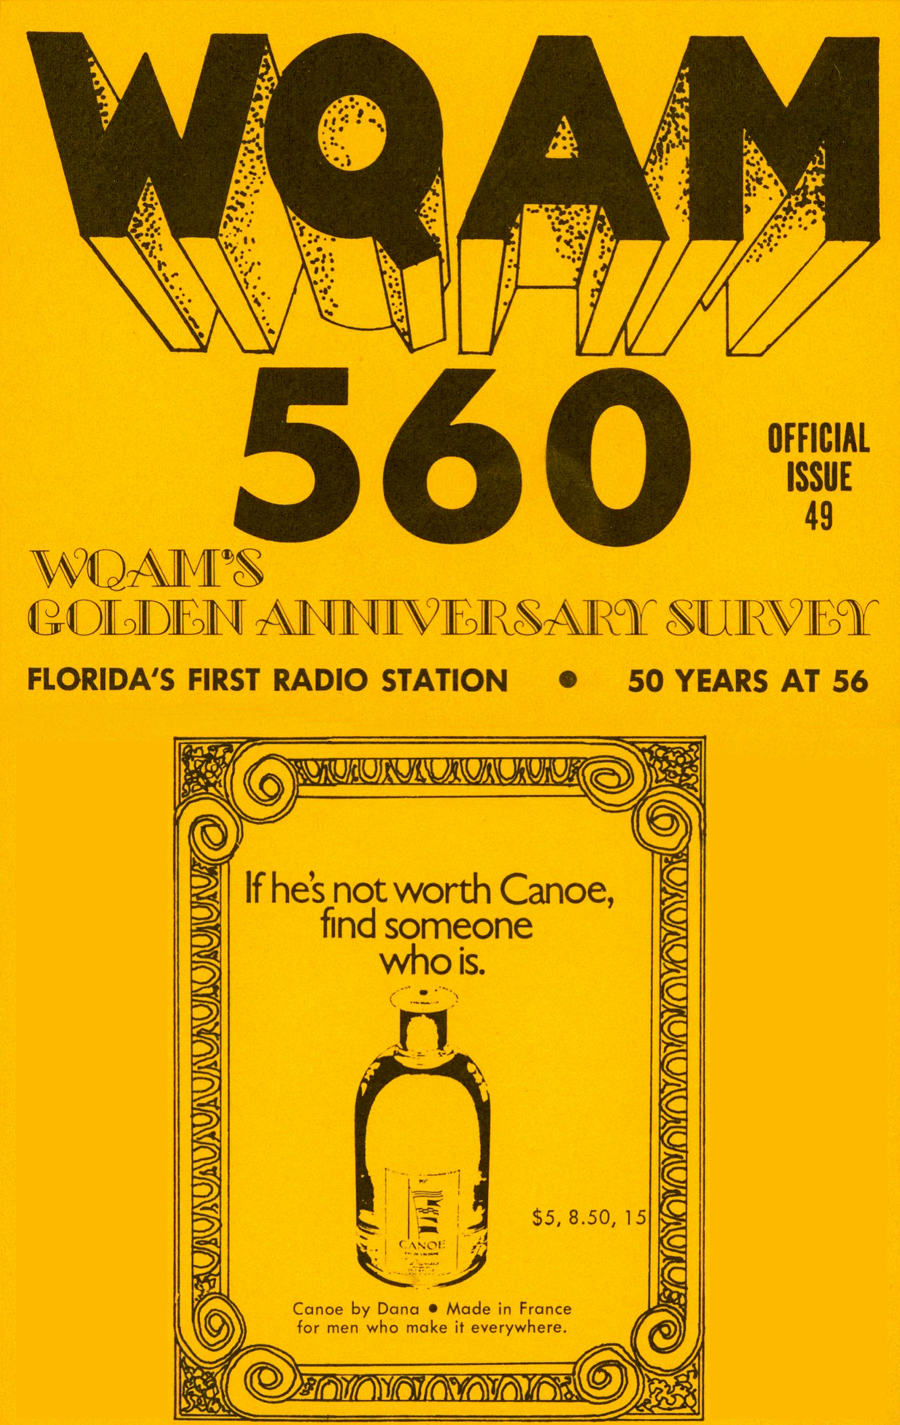 WQAM
560
OFFICIAL
ISSUE
49
WQAM'S
GOLDEN ANNIVERSARY SURVEY
FLORIDA'S FIRST RADIO STATION • 50 YEARS AT 56
If he's not worth Canoe,
find someone
who is.
CANOE
$5, 8.50, 15
Canoe by Dana • Made in France
for men who make it everywhere.